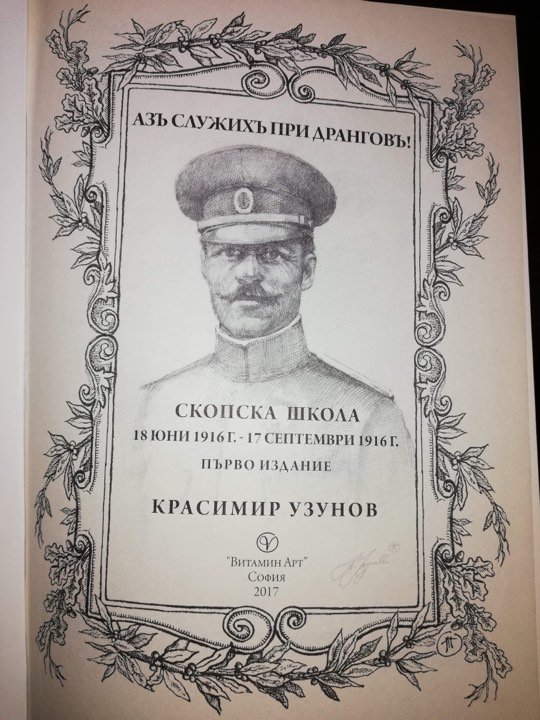 АЗЪ СЛУЖИХЪ ПРИ ДРАНГОВЪ!
СКОПСКА ШКОЛА
18 ЮНИ 1916 Г. - 17 СЕПТЕМВРИ 1916 Г.
ПЪРВО ИЗДАНИЕ
КРАСИМИР УЗУНОВ
"ВИТАМИН АРТ"
СОФИЯ
2017